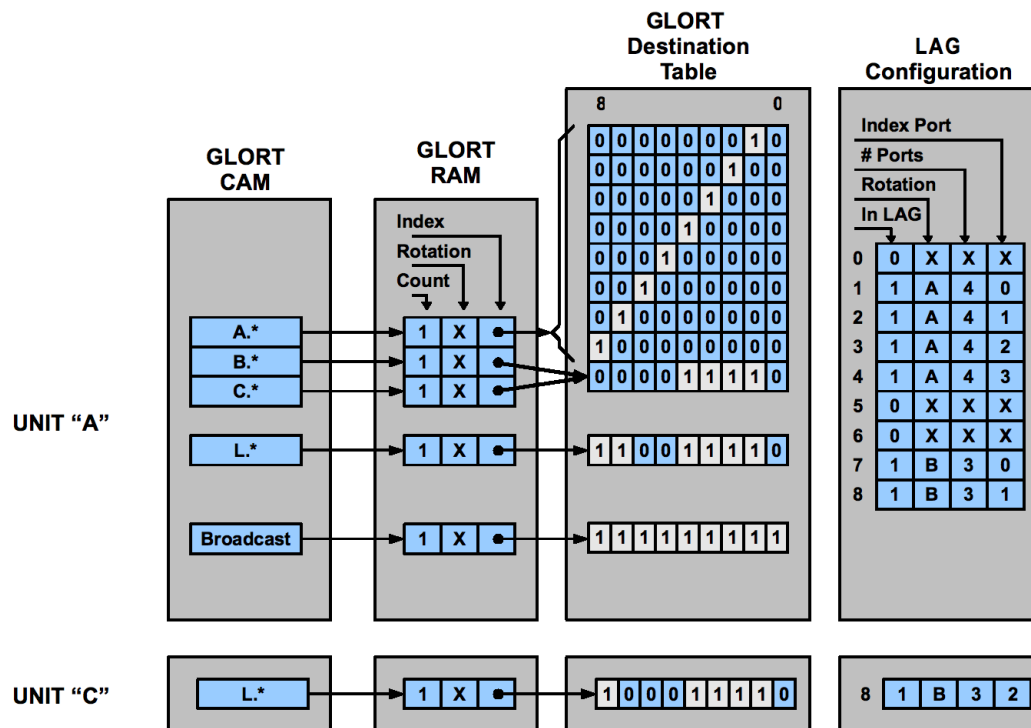 GLORT
CAM
GLORT
RAM
GLORT
Destination
Table
LAG
Configuration
UNIT “A”
A.*
B.*
C.*
L.*
Broadcast
Index
Rotation
Count
1 X
1 X
1 X
1 X
1 X
8 0
0 0 0 0 0 0 0 1 0
0 0 0 0 0 0 1 0 0
0 0 0 0 0 1 0 0 0
0 0 0 0 1 0 0 0 0
0 0 0 1 0 0 0 0 0
0 0 1 0 0 0 0 0 0
0 1 0 0 0 0 0 0 0
1 0 0 0 0 0 0 0 0
0 0 0 0 1 1 1 1 0
1 1 0 0 1 1 1 1 0
1 1 1 1 1 1 1 1 1
Index Port
# Ports
Rotation
In LAG
0 0 X X X
1 1 A 4 0
2 1 A 4 1
3 1 A 4 2
4 1 A 4 3
5 0 X X X
6 0 X X X
7 1 B 3 0
8 1 B 3 1
UNIT “C”
L.*
1 X
1 0 0 0 1 1 1 1 0
8 1 B 3 2